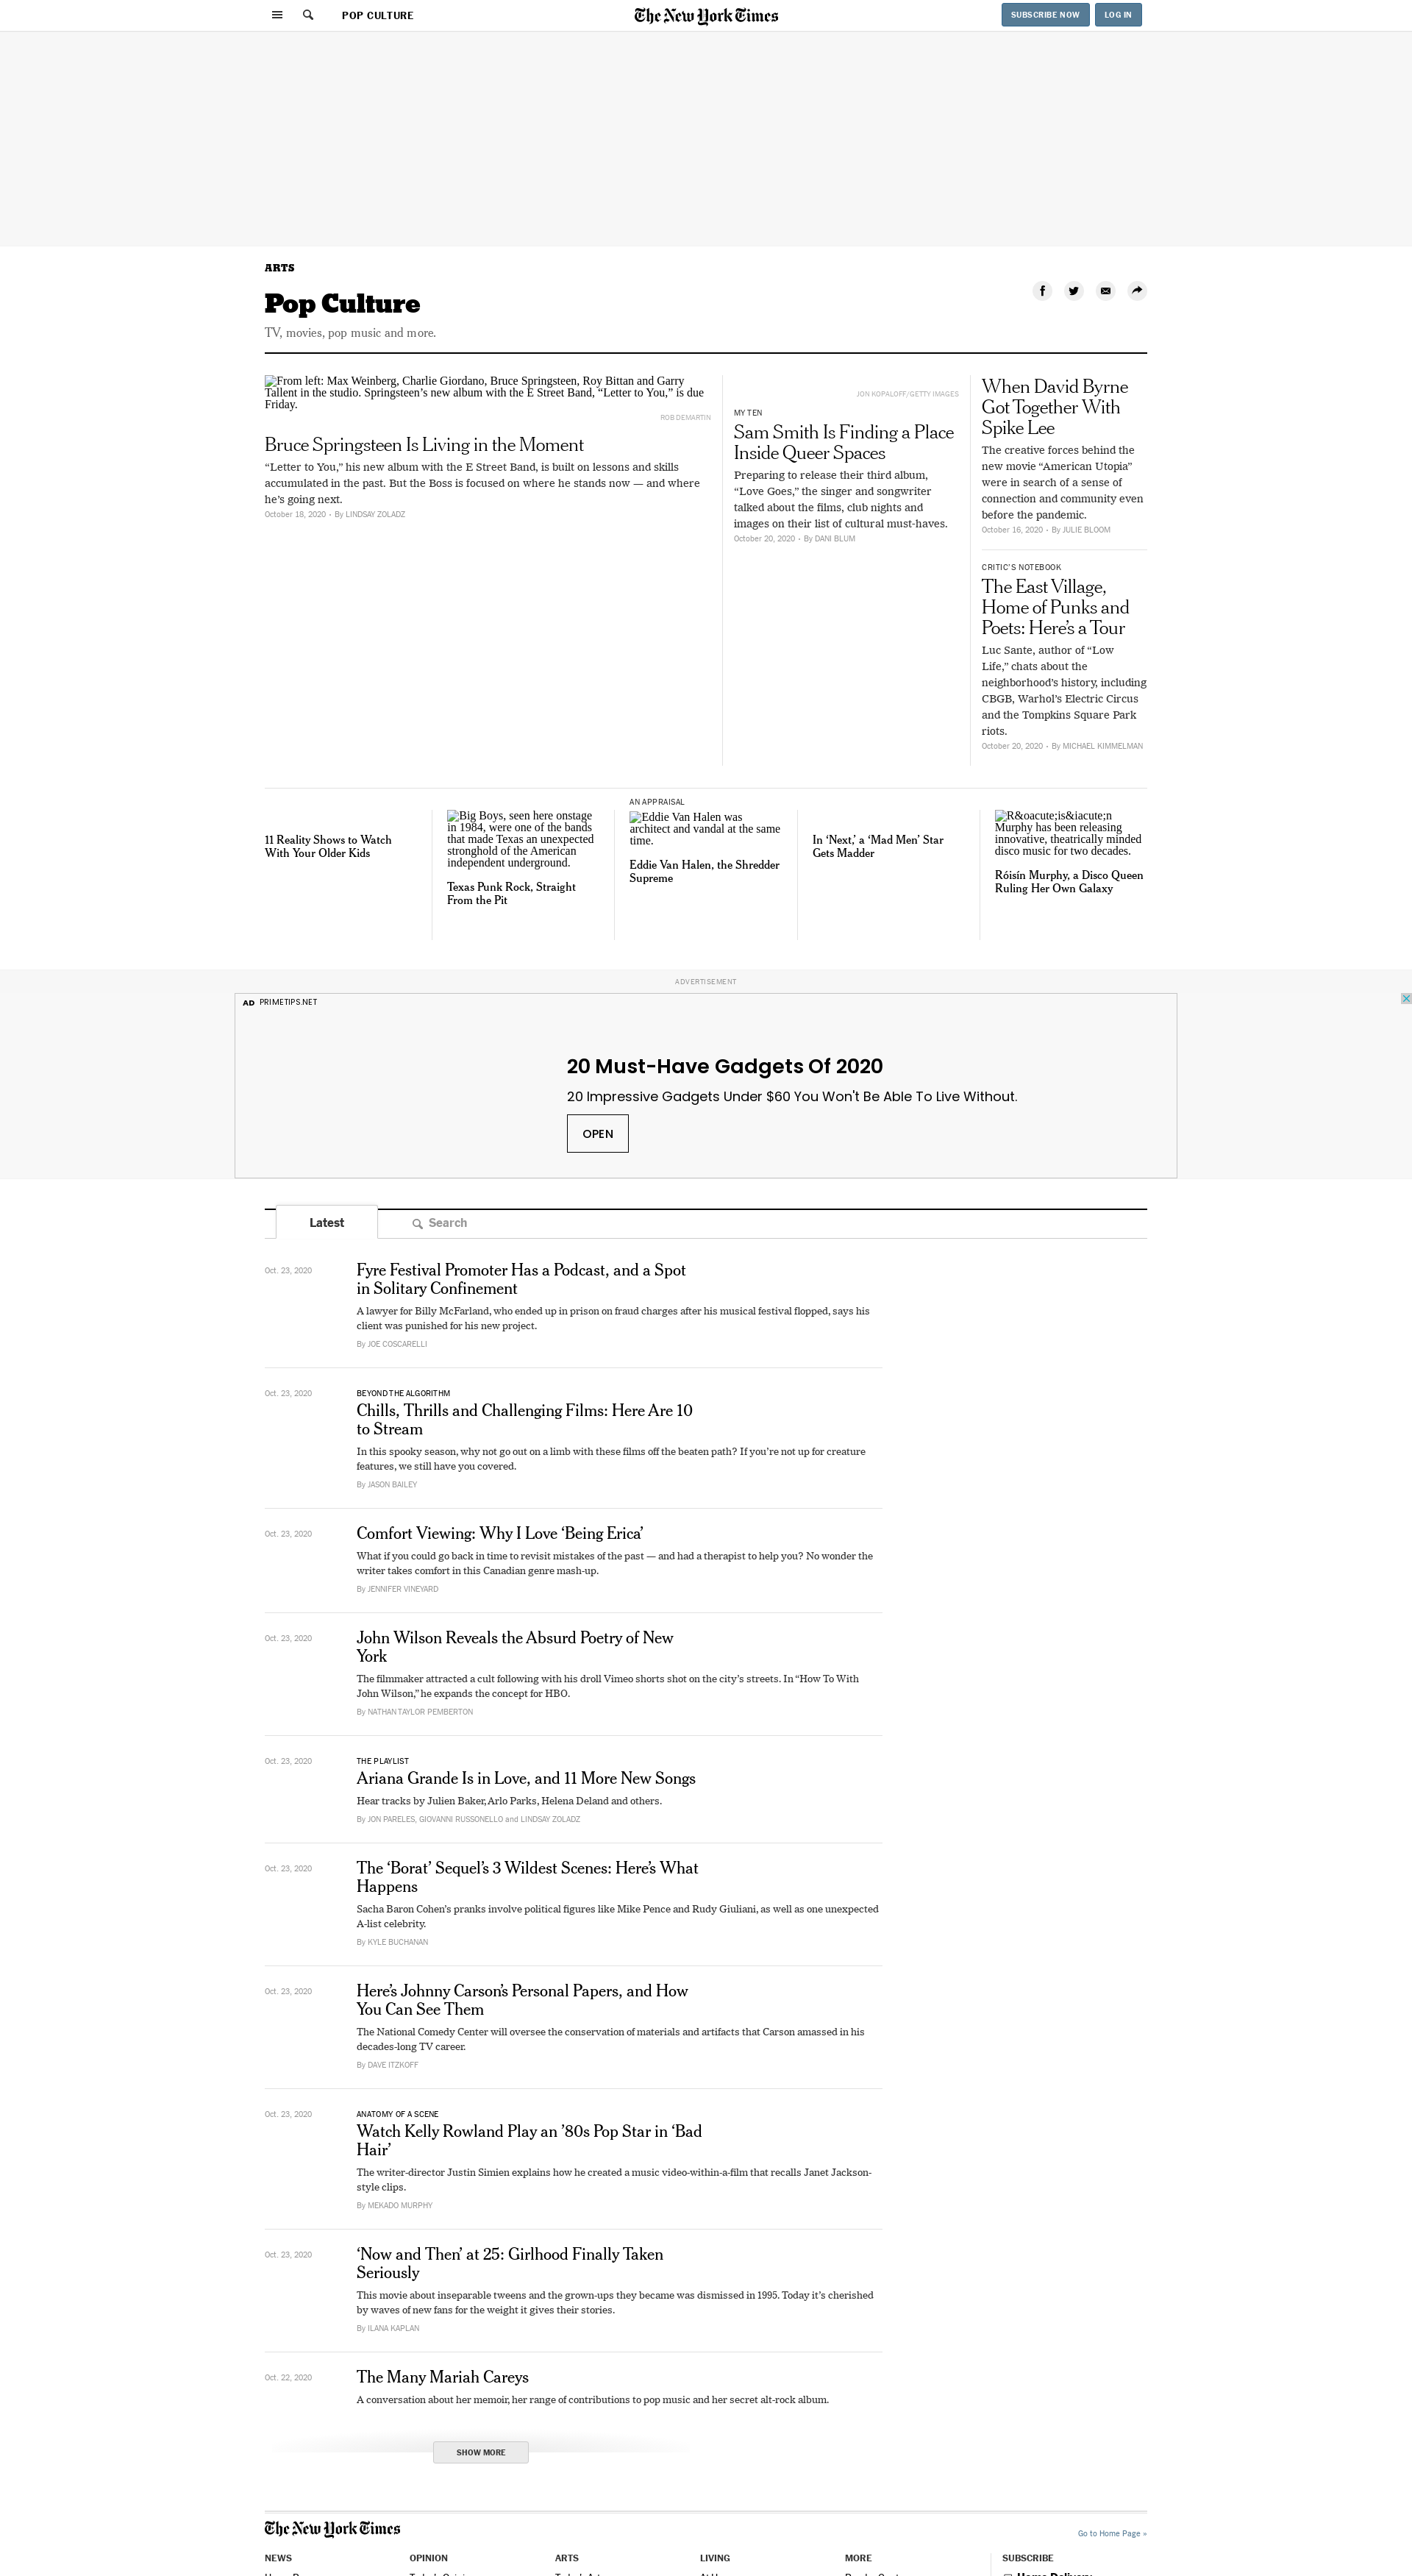 POP CULTURE
The New York Times
SUBSCRIBE NOW
LOG IN
ARTS
Pop Culture
TV, movies, pop music and more.
From left: Max Weinberg, Charlie Giordano, Bruce Springsteen, Roy Bittan and Garry
Tallent in the studio. Springsteen’s new album with the E Street Band, “Letter to You,” is due
Friday.
ROB DEMARTIN
Bruce Springsteen Is Living in the Moment
“Letter to You,” his new album with the E Street Band, is built on lessons and skills
accumulated in the past. But the Boss is focused on where he stands now — and where
he’s going next.
October 18, 2020 • By LINDSAY ZOLADZ
JON KOPALOFF/GETTY IMAGES
MY TEN
Sam Smith Is Finding a Place
Inside Queer Spaces
Preparing to release their third album,
“Love Goes,” the singer and songwriter
talked about the films, club nights and
images on their list of cultural must-haves.
October 20, 2020 • By DANI BLUM
When David Byrne
Got Together With
Spike Lee
The creative forces behind the
new movie “American Utopia”
were in search of a sense of
connection and community even
before the pandemic.
October 16, 2020 • By JULIE BLOOM
CRITIC’S NOTEBOOK
The East Village,
Home of Punks and
Poets: Here’s a Tour
Luc Sante, author of “Low
Life,” chats about the
neighborhood’s history, including
CBGB, Warhol’s Electric Circus
and the Tompkins Square Park
riots.
October 20, 2020 • By MICHAEL KIMMELMAN
11 Reality Shows to Watch
With Your Older Kids
Big Boys, seen here onstage
in 1984, were one of the bands
that made Texas an unexpected
stronghold of the American
independent underground.
Texas Punk Rock, Straight
From the Pit
AN APPRAISAL
Eddie Van Halen was
architect and vandal at the same
time.
Eddie Van Halen, the Shredder
Supreme
In ‘Next,’ a ‘Mad Men’ Star
Gets Madder
R&oacute;is&iacute;n
Murphy has been releasing
innovative, theatrically minded
disco music for two decades.
Róisín Murphy, a Disco Queen
Ruling Her Own Galaxy
ADVERTISEMENT
AD PRIMETIPS.NET
20 Must-Have Gadgets Of 2020
20 Impressive Gadgets Under $60 You Won't Be Able To Live Without.
OPEN
Latest
Search
Oct. 23, 2020
Fyre Festival Promoter Has a Podcast, and a Spot
in Solitary Confinement
A lawyer for Billy McFarland, who ended up in prison on fraud charges after his musical festival flopped, says his
client was punished for his new project.
By JOE COSCARELLI
Oct. 23, 2020
BEYOND THE ALGORITHM
Chills, Thrills and Challenging Films: Here Are 10
to Stream
In this spooky season, why not go out on a limb with these films off the beaten path? If you’re not up for creature
features, we still have you covered.
By JASON BAILEY
Oct. 23, 2020
Comfort Viewing: Why I Love ‘Being Erica’
What if you could go back in time to revisit mistakes of the past — and had a therapist to help you? No wonder the
writer takes comfort in this Canadian genre mash-up.
By JENNIFER VINEYARD
Oct. 23, 2020
John Wilson Reveals the Absurd Poetry of New
York
The filmmaker attracted a cult following with his droll Vimeo shorts shot on the city’s streets. In “How To With
John Wilson,” he expands the concept for HBO.
By NATHAN TAYLOR PEMBERTON
Oct. 23, 2020
THE PLAYLIST
Ariana Grande Is in Love, and 11 More New Songs
Hear tracks by Julien Baker, Arlo Parks, Helena Deland and others.
By JON PARELES, GIOVANNI RUSSONELLO and LINDSAY ZOLADZ
Oct. 23, 2020
The ‘Borat’ Sequel’s 3 Wildest Scenes: Here’s What
Happens
Sacha Baron Cohen’s pranks involve political figures like Mike Pence and Rudy Giuliani, as well as one unexpected
A-list celebrity.
By KYLE BUCHANAN
Oct. 23, 2020
Here’s Johnny Carson’s Personal Papers, and How
You Can See Them
The National Comedy Center will oversee the conservation of materials and artifacts that Carson amassed in his
decades-long TV career.
By DAVE ITZKOFF
Oct. 23, 2020
ANATOMY OF A SCENE
Watch Kelly Rowland Play an ’80s Pop Star in ‘Bad
Hair’
The writer-director Justin Simien explains how he created a music video-within-a-film that recalls Janet Jackson-
style clips.
By MEKADO MURPHY
Oct. 23, 2020
‘Now and Then’ at 25: Girlhood Finally Taken
Seriously
This movie about inseparable tweens and the grown-ups they became was dismissed in 1995. Today it’s cherished
by waves of new fans for the weight it gives their stories.
By ILANA KAPLAN
Oct. 22, 2020
The Many Mariah Careys
A conversation about her memoir, her range of contributions to pop music and her secret alt-rock album.
SHOW MORE
The New York Times
Go to Home Page »
NEWS
OPINION
ARTS
LIVING
MORE
SUBSCRIBE